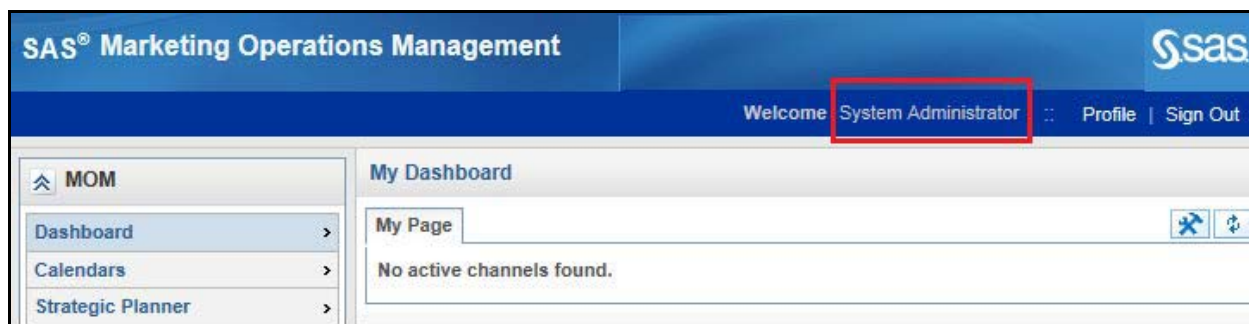 SAS® Marketing Operations Management
sas
Welcome System Administrator :: Profile | Sign Out
MOM
My Dashboard
Dashboard
My Page
Calendars
No active channels found.
Strategic Planner